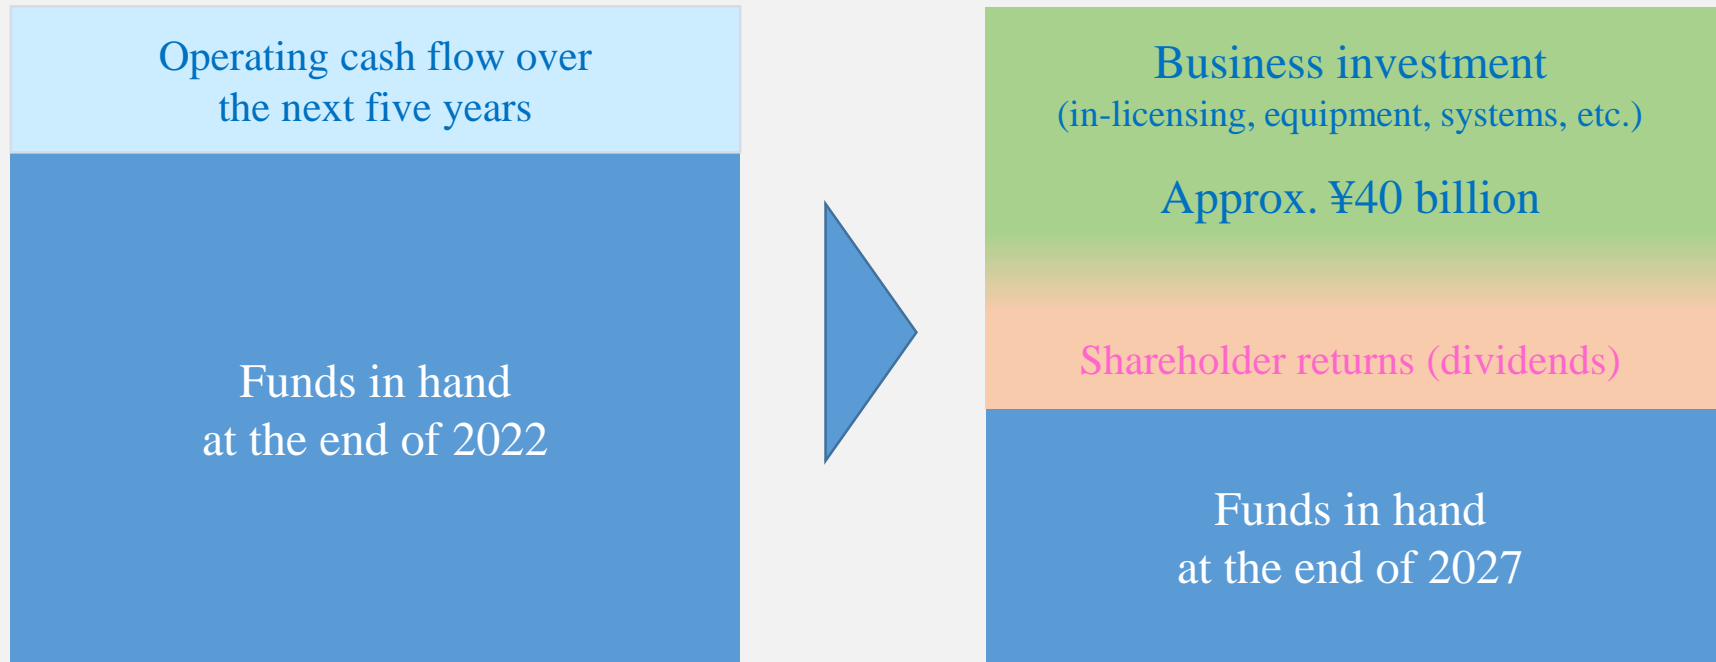 Operating cash flow over
the next five years
Funds in hand
at the end of 2022
Business investment
(in-licensing, equipment, systems, etc.)
Approx. ¥40 billion
Shareholder returns (dividends)
Funds in hand
at the end of 2027